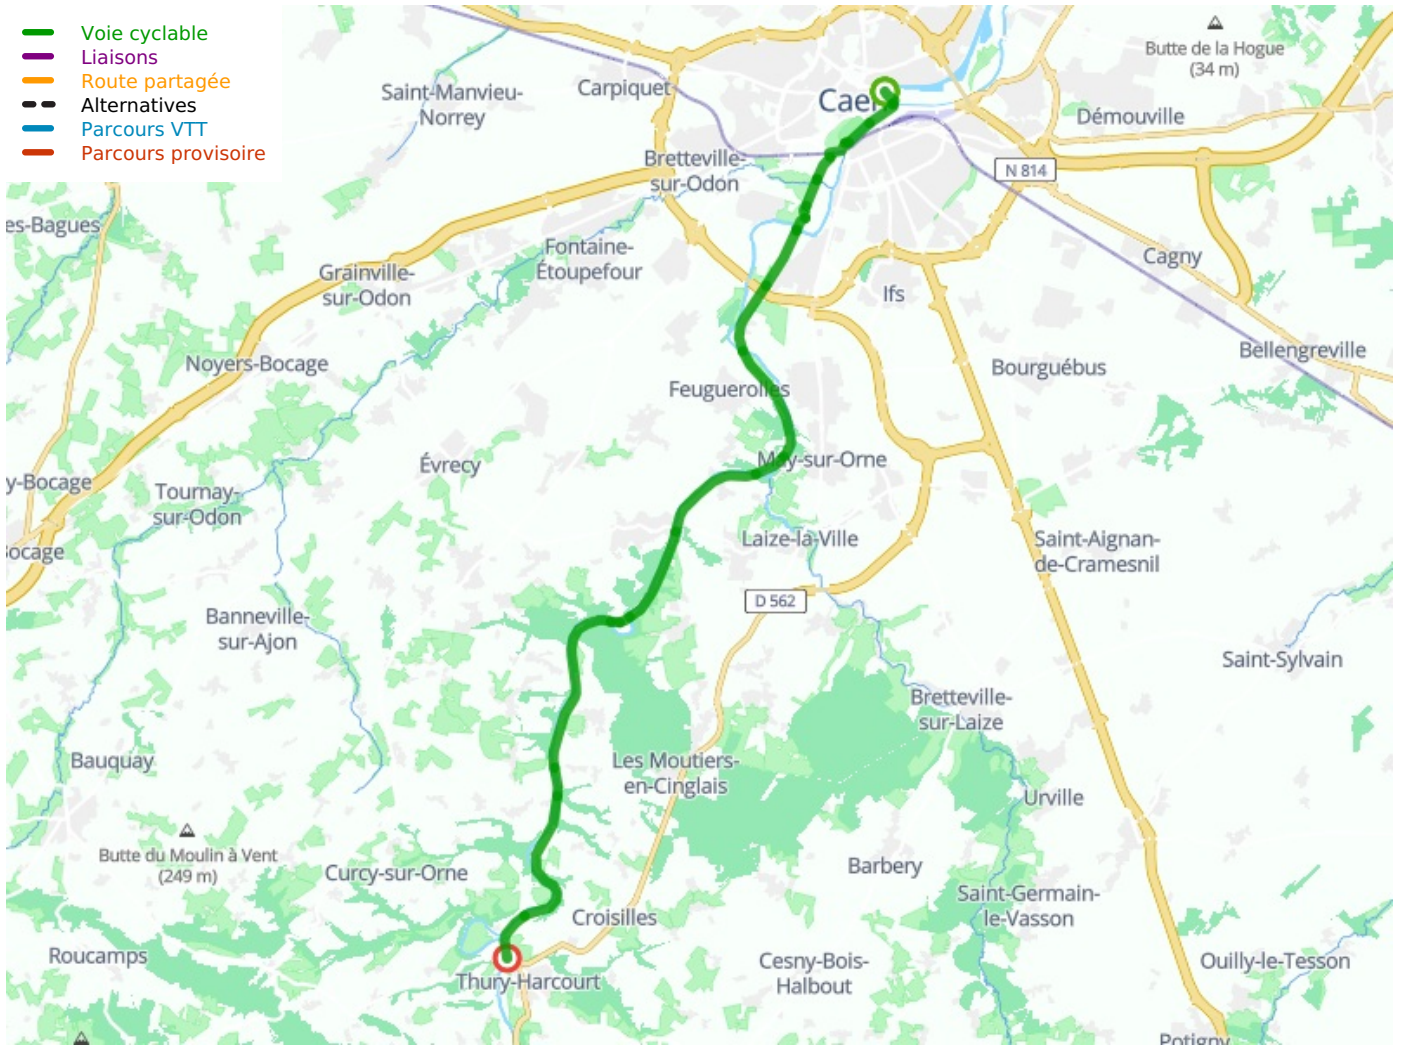 Voie cyclable
Liaisons
Route partagée
Alternatives
Parcours VTT
Parcours provisoire
Butte de la Hogue
(34 m)
Saint-Manvieu-
Norrey
Carpiquet
Caen
Démouville
Bretteville-
sur-Odon
N 814
es-Bagues
Fontaine-
Étoupefour
Cagny
Grainville-
sur-Odon
Ifs
Noyers-Bocage
Bellengreville
Bourguébus
Feuguerolles
Évrecy
May-sur-Orne
y-Bocage
Tournay-
sur-Odon
Laize-la-Ville
Saint-Aignan-
de-Cramesnil
Bocage
D 562
Banneville-
sur-Ajon
Saint-Sylvain
Bretteville-
sur-Laize
Bauquay
Les Moutiers-
en-Cinglais
Urville
Butte du Moulin à Vent
(249 m)
Curcy-sur-Orne
Barbery
Saint-Germain-
le-Vasson
Croisilles
Roucamps
Cesny-Bois-
Halbout
Ouilly-le-Tesson
Thury-Harcourt
Potigny